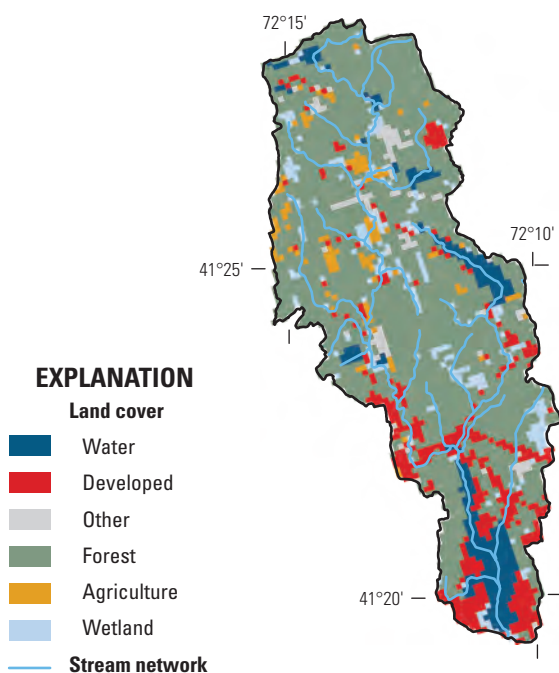 72°15'
72°10'
41°25'
EXPLANATION
Land cover
Water
Developed
Other
Forest
Agriculture
Wetland
Stream network
41°20'